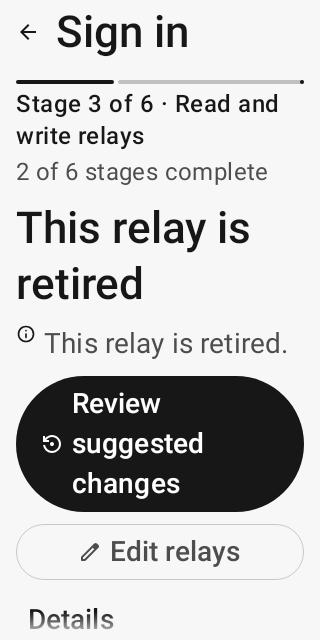 Sign in
Stage 3 of 6 · Read and
write relays
2 of 6 stages complete
This relay is
retired
This relay is retired.
Review
suggested
changes
Edit relays
Details